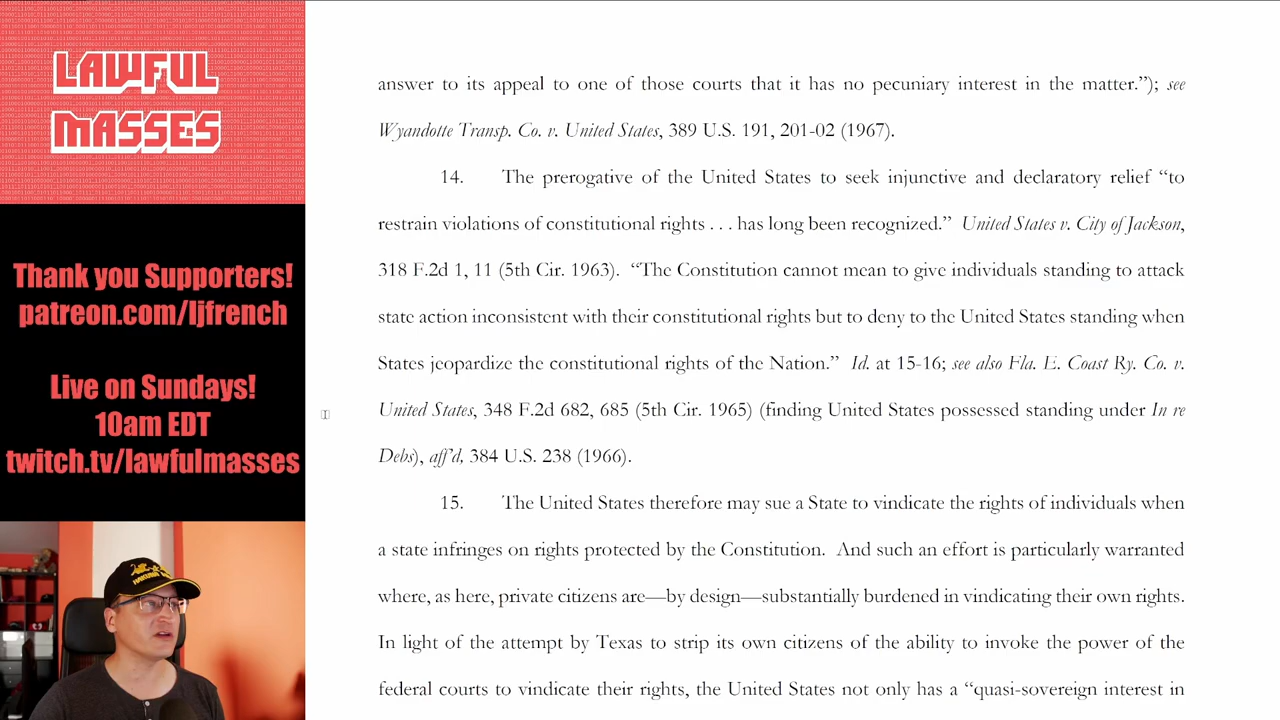 LAWFUL
MASSES
Thank you Supporters!
patreon.com/ljfrench
Live on Sundays!
10am EDT
twitch.tv/lawfulmasses
answer to its appeal to one of those courts that it has no pecuniary interest in the matter.”); see
Wyandotte Transp. Co. v. United States, 389 U.S. 191, 201-02 (1967).
14. The prerogative of the United States to seek injunctive and declaratory relief “to
restrain violations of constitutional rights . . . has long been recognized.” United States v. City of Jackson,
318 F.2d 1, 11 (5th Cir. 1963). “The Constitution cannot mean to give individuals standing to attack
state action inconsistent with their constitutional rights but to deny to the United States standing when
States jeopardize the constitutional rights of the Nation.” Id. at 15-16; see also Fla. E. Coast Ry. Co. v.
United States, 348 F.2d 682, 685 (5th Cir. 1965) (finding United States possessed standing under In re
Debs), aff’d, 384 U.S. 238 (1966).
15. The United States therefore may sue a State to vindicate the rights of individuals when
a state infringes on rights protected by the Constitution. And such an effort is particularly warranted
where, as here, private citizens are—by design—substantially burdened in vindicating their own rights.
In light of the attempt by Texas to strip its own citizens of the ability to invoke the power of the
federal courts to vindicate their rights, the United States not only has a “quasi-sovereign interest in